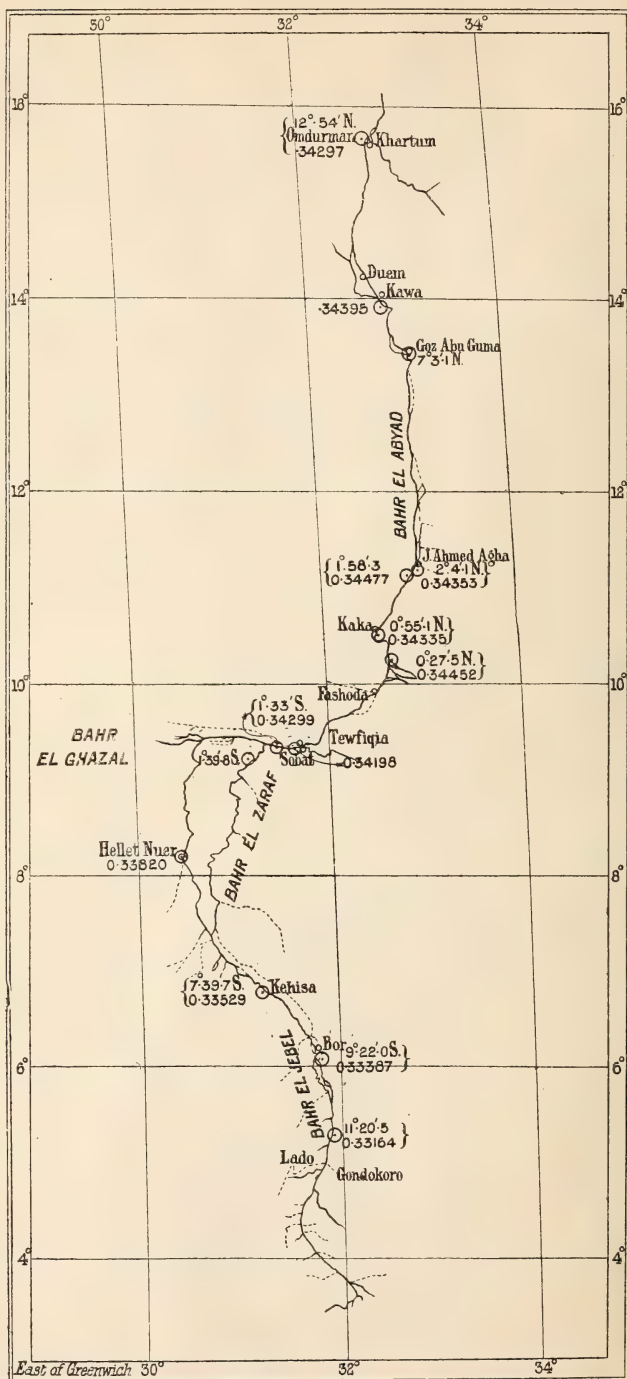 30° 32° 34°
16° 16°
{12°·54' N.
Omdurman
·34297
Khartum
Duem
Kawa
·34395
14° 14°
Goz Abu Guma
7°3'·1 N.
BAHR EL ABYAD
12° 12°
J. Ahmed Agha
{1°·58'·3
0·34477
2°·4'·1 N.}
0·34353
Kaka
0°·55'·1 N.}
0·34335
0°·27'·5 N.}
0·34452
10° 10°
Fashoda
{1°·33' S.
0·34299
BAHR
EL GHAZAL
Tewfiqia
1°·39'·8 S.
Sobat
0·34198
BAHR EL ZARAF
Hellet Nuer
0·33820
8° 8°
{7°·39'·7 S.
0·33529
Kenisa
Bor
9°·22'·0 S.}
0·33387
6° 6°
BAHR EL JEBEL
11°·20'·5
0·33164 }
Lado
Gondokoro
4° 4°
East of Greenwich 30° 32° 34°